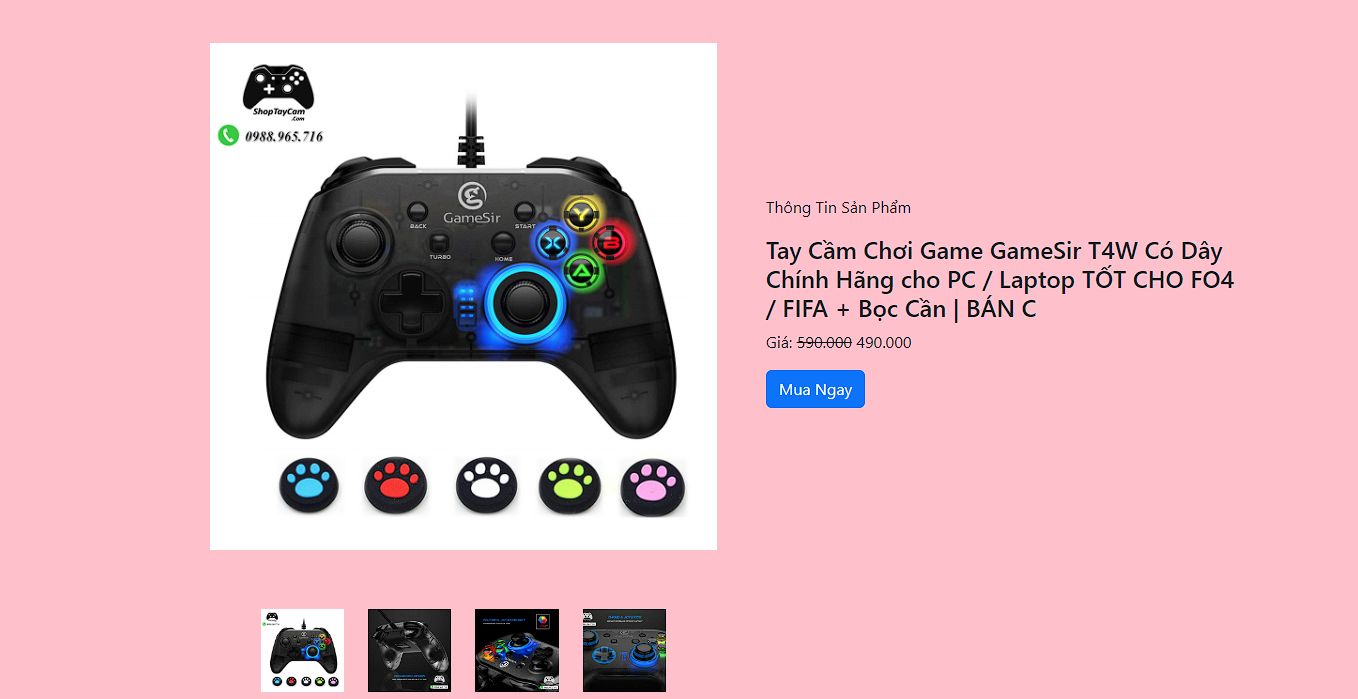 ShopTayCam
.Com
0988.965.716
GameSir
BACK
START
TURBO
HOME
Y
X
B
A
Thông Tin Sản Phẩm
Tay Cầm Chơi Game GameSir T4W Có Dây
Chính Hãng cho PC / Laptop TỐT CHO FO4
/ FIFA + Bọc Cần | BÁN C
Giá: 590.000 490.000
Mua Ngay